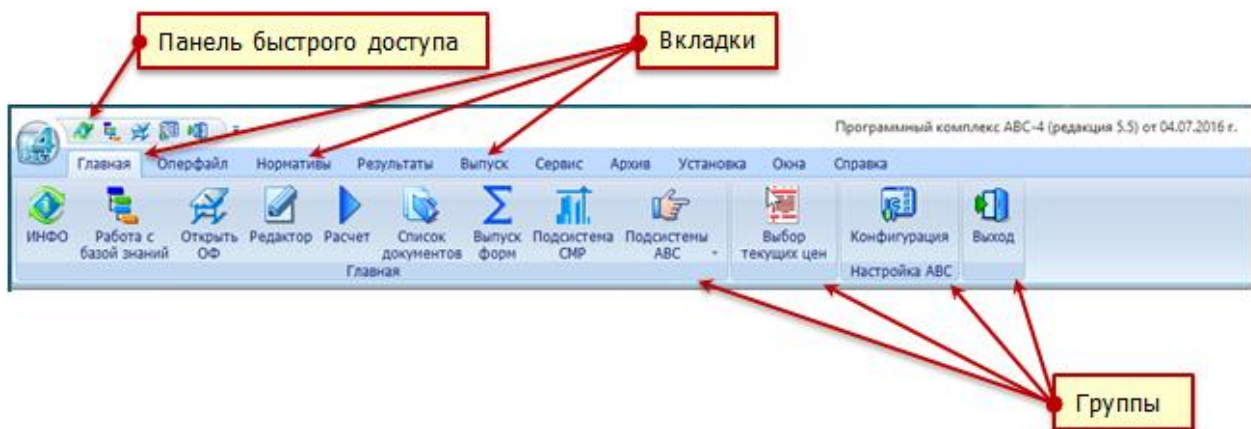 Панель быстрого доступа
Вкладки
Программный комплекс АВС-4 (редакция 5.5) от 04.07.2016 г.
Главная Оперфайл Нормативы Результаты Выпуск Сервис Архив Установка Окна Справка
ИНФО Работа с Открыть Редактор Расчет Список Выпуск Подсистема Подсистемы Выбор Конфигурация Выход
базой знаний ОФ документов форм СМР АВС текущих цен
Главная Настройка АВС
Группы